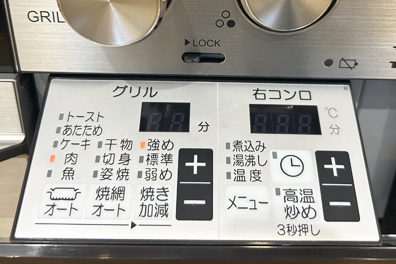 GRILL
LOCK
グリル
トースト
あたため
ケーキ 干物 強め
肉 切身 標準
魚 姿焼 弱め
分
+
-
オート
焼網オート
焼き加減
右コンロ
℃
分
煮込み
湯沸し
温度
+
-
メニュー
高温炒め
3秒押し